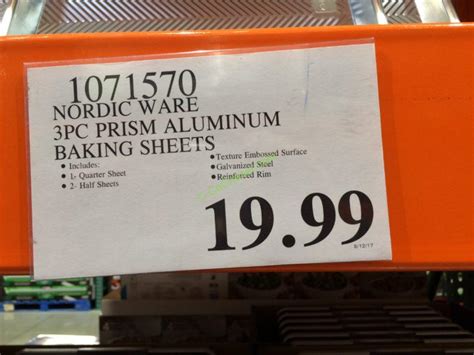 1071570
NORDIC WARE
3PC PRISM ALUMINUM
BAKING SHEETS
• Includes:
1- Quarter Sheet
2- Half Sheets
• Texture Embossed Surface
• Galvanized Steel
• Reinforced Rim
19.99